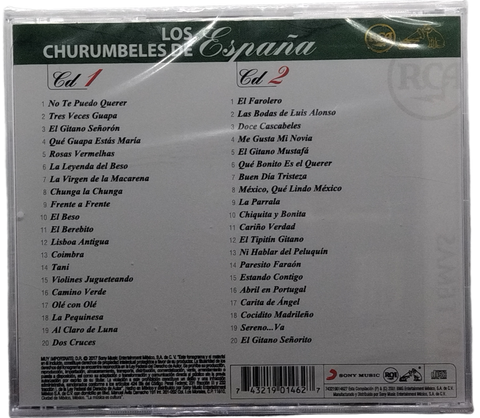 LOS
CHURUMBELES DE España
RCA
Cd 1
1 No Te Puedo Querer
2 Tres Veces Guapa
3 El Gitano Señorón
4 Qué Guapa Estás María
5 Rosas Vermelhas
6 La Leyenda del Beso
7 La Virgen de la Macarena
8 Chunga la Chunga
9 Frente a Frente
10 El Beso
11 El Berebito
12 Lisboa Antigua
13 Coimbra
14 Tani
15 Violines Jugueteando
16 Camino Verde
17 Olé con Olé
18 La Pequinesa
19 Al Claro de Luna
20 Dos Cruces
Cd 2
1 El Farolero
2 Las Bodas de Luis Alonso
3 Doce Cascabeles
4 Me Gusta Mi Novia
5 El Gitano Mustafá
6 Qué Bonito Es el Querer
7 Buen Día Tristeza
8 México, Qué Lindo México
9 La Parrala
10 Chiquita y Bonita
11 Cariño Verdad
12 El Tipitín Gitano
13 Ni Hablar del Peluquín
14 Paresito Faraón
15 Estando Contigo
16 Abril en Portugal
17 Carita de Ángel
18 Cocidito Madrileño
19 Sereno...Va
20 El Gitano Señorito
SONY MUSIC
7 43219 01462 7